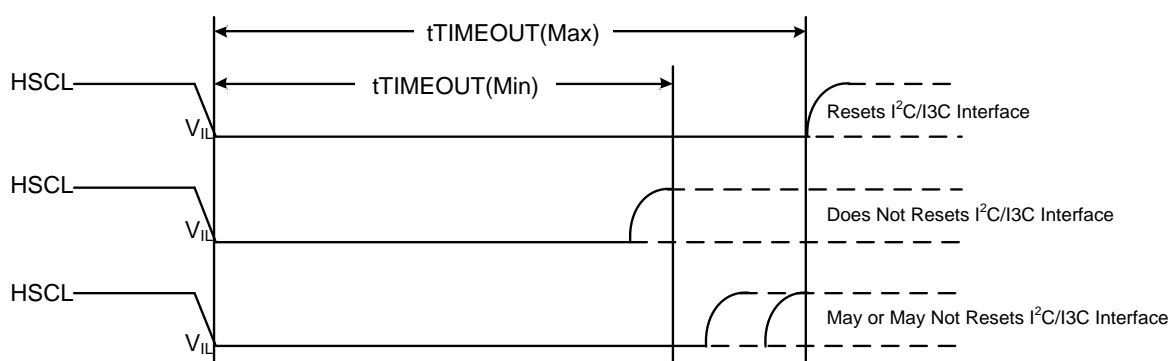 tTIMEOUT(Max)
tTIMEOUT(Min)
HSCL
VIL
Resets I²C/I3C Interface
HSCL
VIL
Does Not Resets I²C/I3C Interface
HSCL
VIL
May or May Not Resets I²C/I3C Interface